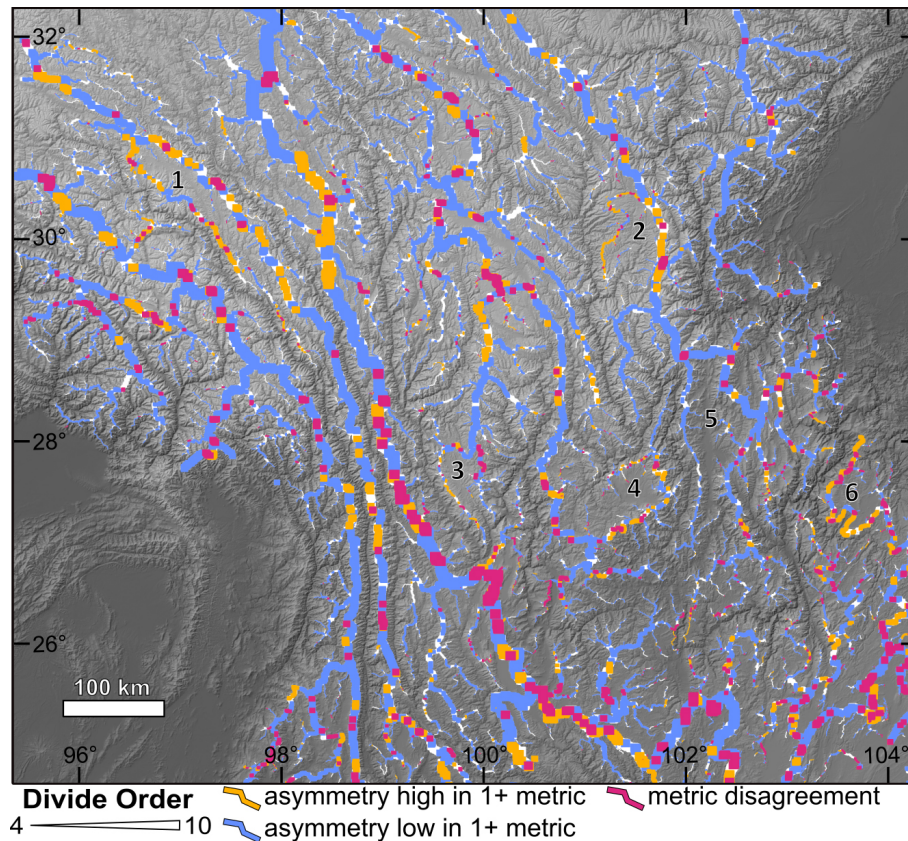 32°
1
30°
2
28°
5
3
4
6
26°
100 km
96° 98° 100° 102° 104°
Divide Order
4 10
asymmetry high in 1+ metric
metric disagreement
asymmetry low in 1+ metric